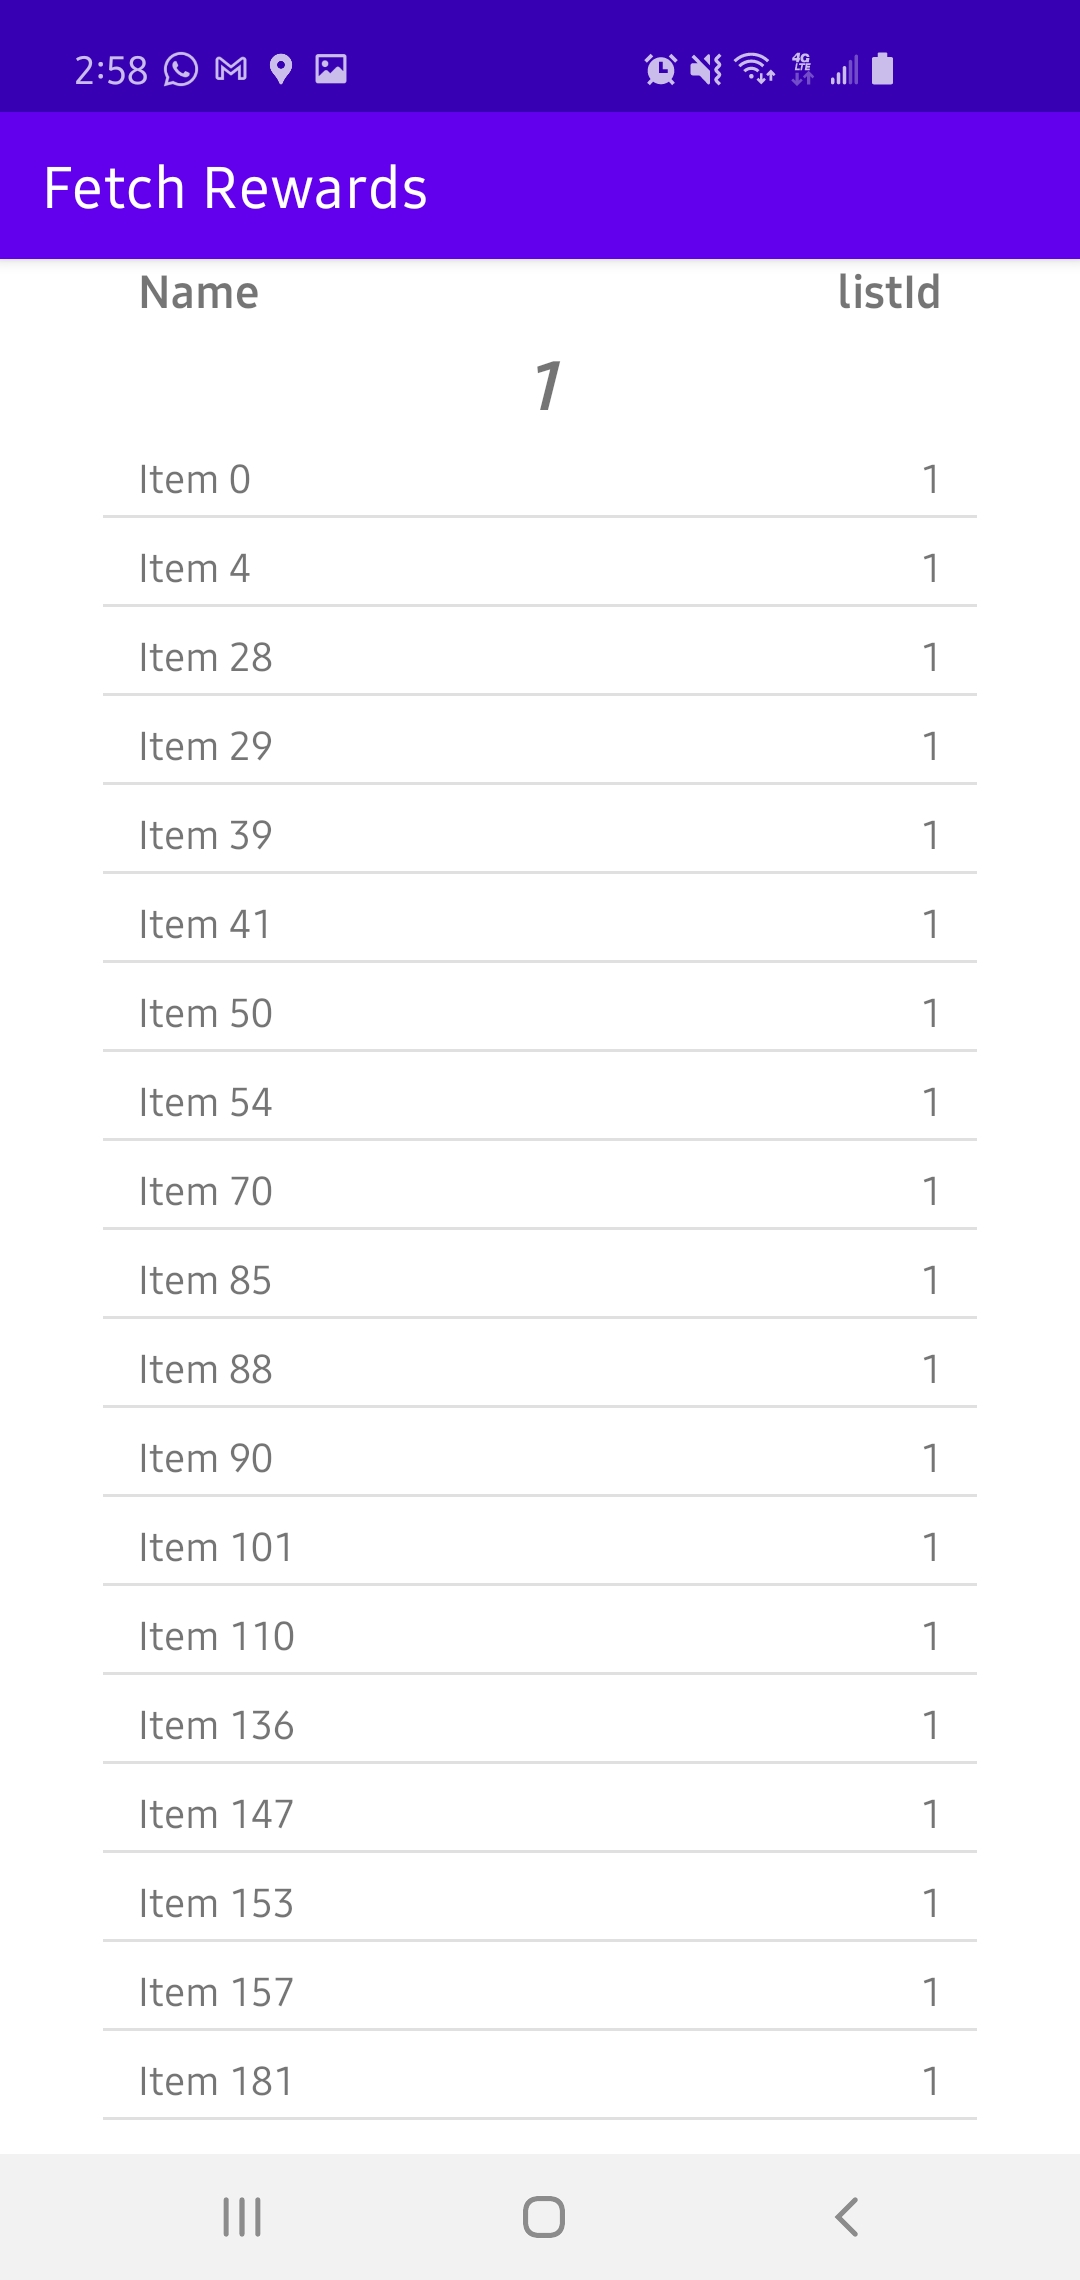 2:58 4G LTE
Fetch Rewards
Name listId
1
Item 0 1
Item 4 1
Item 28 1
Item 29 1
Item 39 1
Item 41 1
Item 50 1
Item 54 1
Item 70 1
Item 85 1
Item 88 1
Item 90 1
Item 101 1
Item 110 1
Item 136 1
Item 147 1
Item 153 1
Item 157 1
Item 181 1